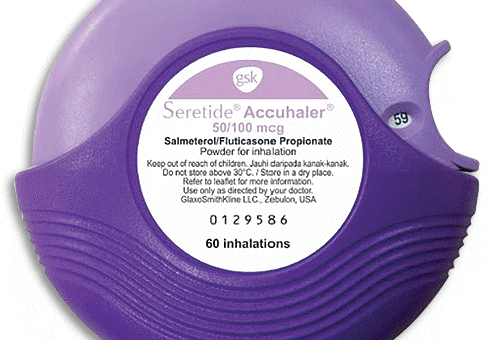 gsk
Seretide® Accuhaler®
50/100 mcg
Salmeterol/Fluticasone Propionate
Powder for inhalation
Keep out of reach of children. Jauhi daripada kanak-kanak.
Do not store above 30°C. / Store in a dry place.
Refer to leaflet for more information.
Use only as directed by your doctor.
GlaxoSmithKline LLC., Zebulon, USA
0129586
60 inhalations
59